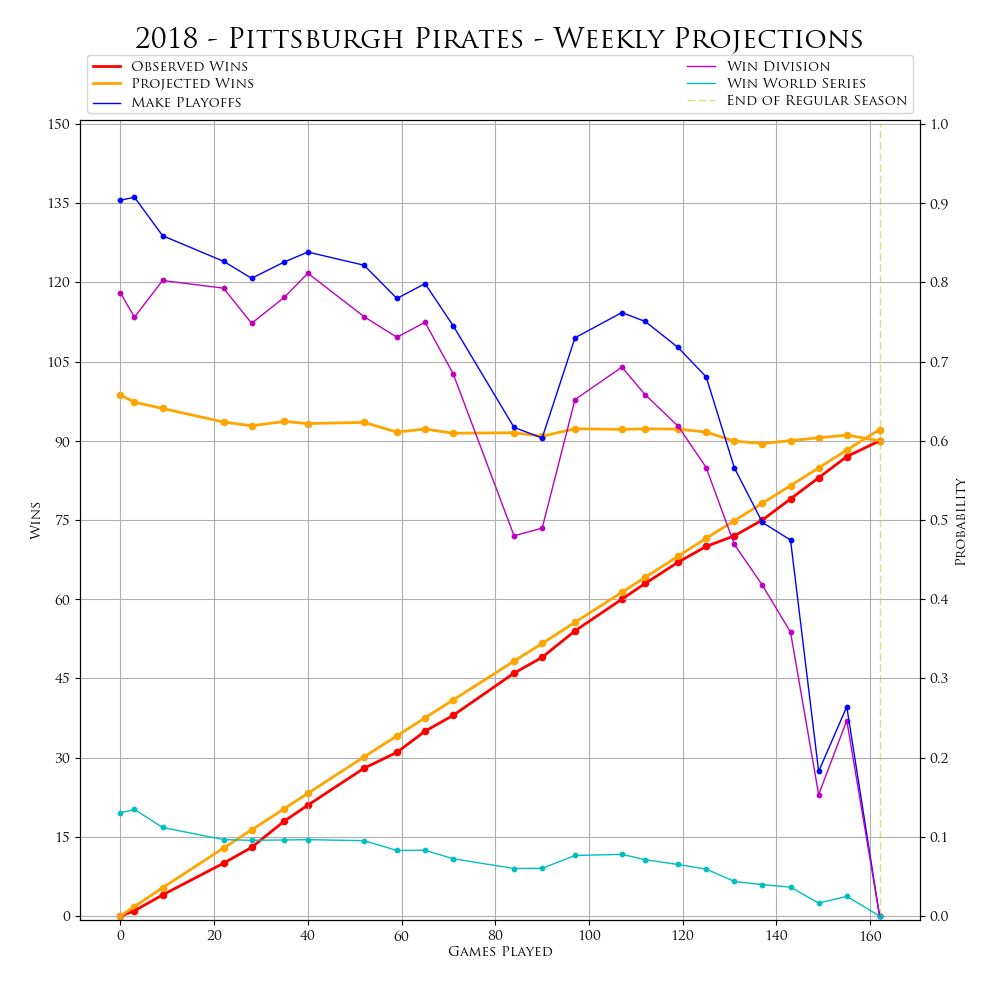 2018 - Pittsburgh Pirates - Weekly Projections
Observed Wins
Projected Wins
Make Playoffs
Win Division
Win World Series
End of Regular Season
150
135
120
105
90
75
60
45
30
15
0
Wins
1.0
0.9
0.8
0.7
0.6
0.5
0.4
0.3
0.2
0.1
0.0
Probability
0 20 40 60 80 100 120 140 160
Games Played